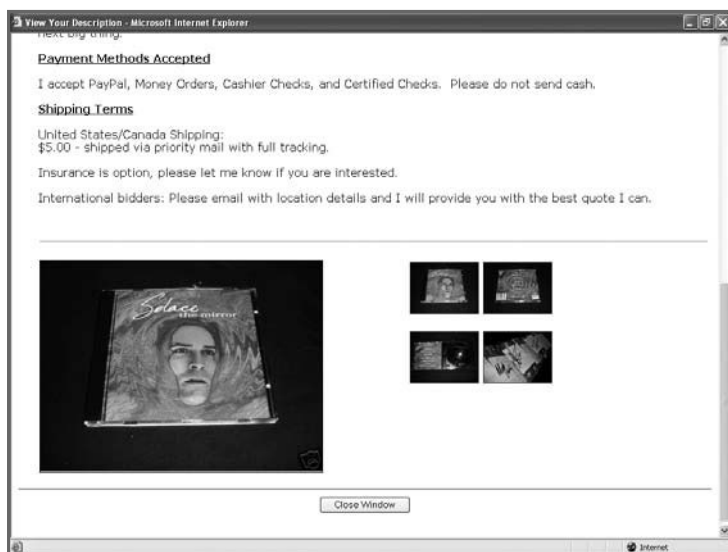 View Your Description - Microsoft Internet Explorer
next big thing.
Payment Methods Accepted
I accept PayPal, Money Orders, Cashier Checks, and Certified Checks.  Please do not send cash.
Shipping Terms
United States/Canada Shipping:
$5.00 - shipped via priority mail with full tracking.
Insurance is option, please let me know if you are interested.
International bidders: Please email with location details and I will provide you with the best quote I can.
Solace
the mirror
Close Window
Internet